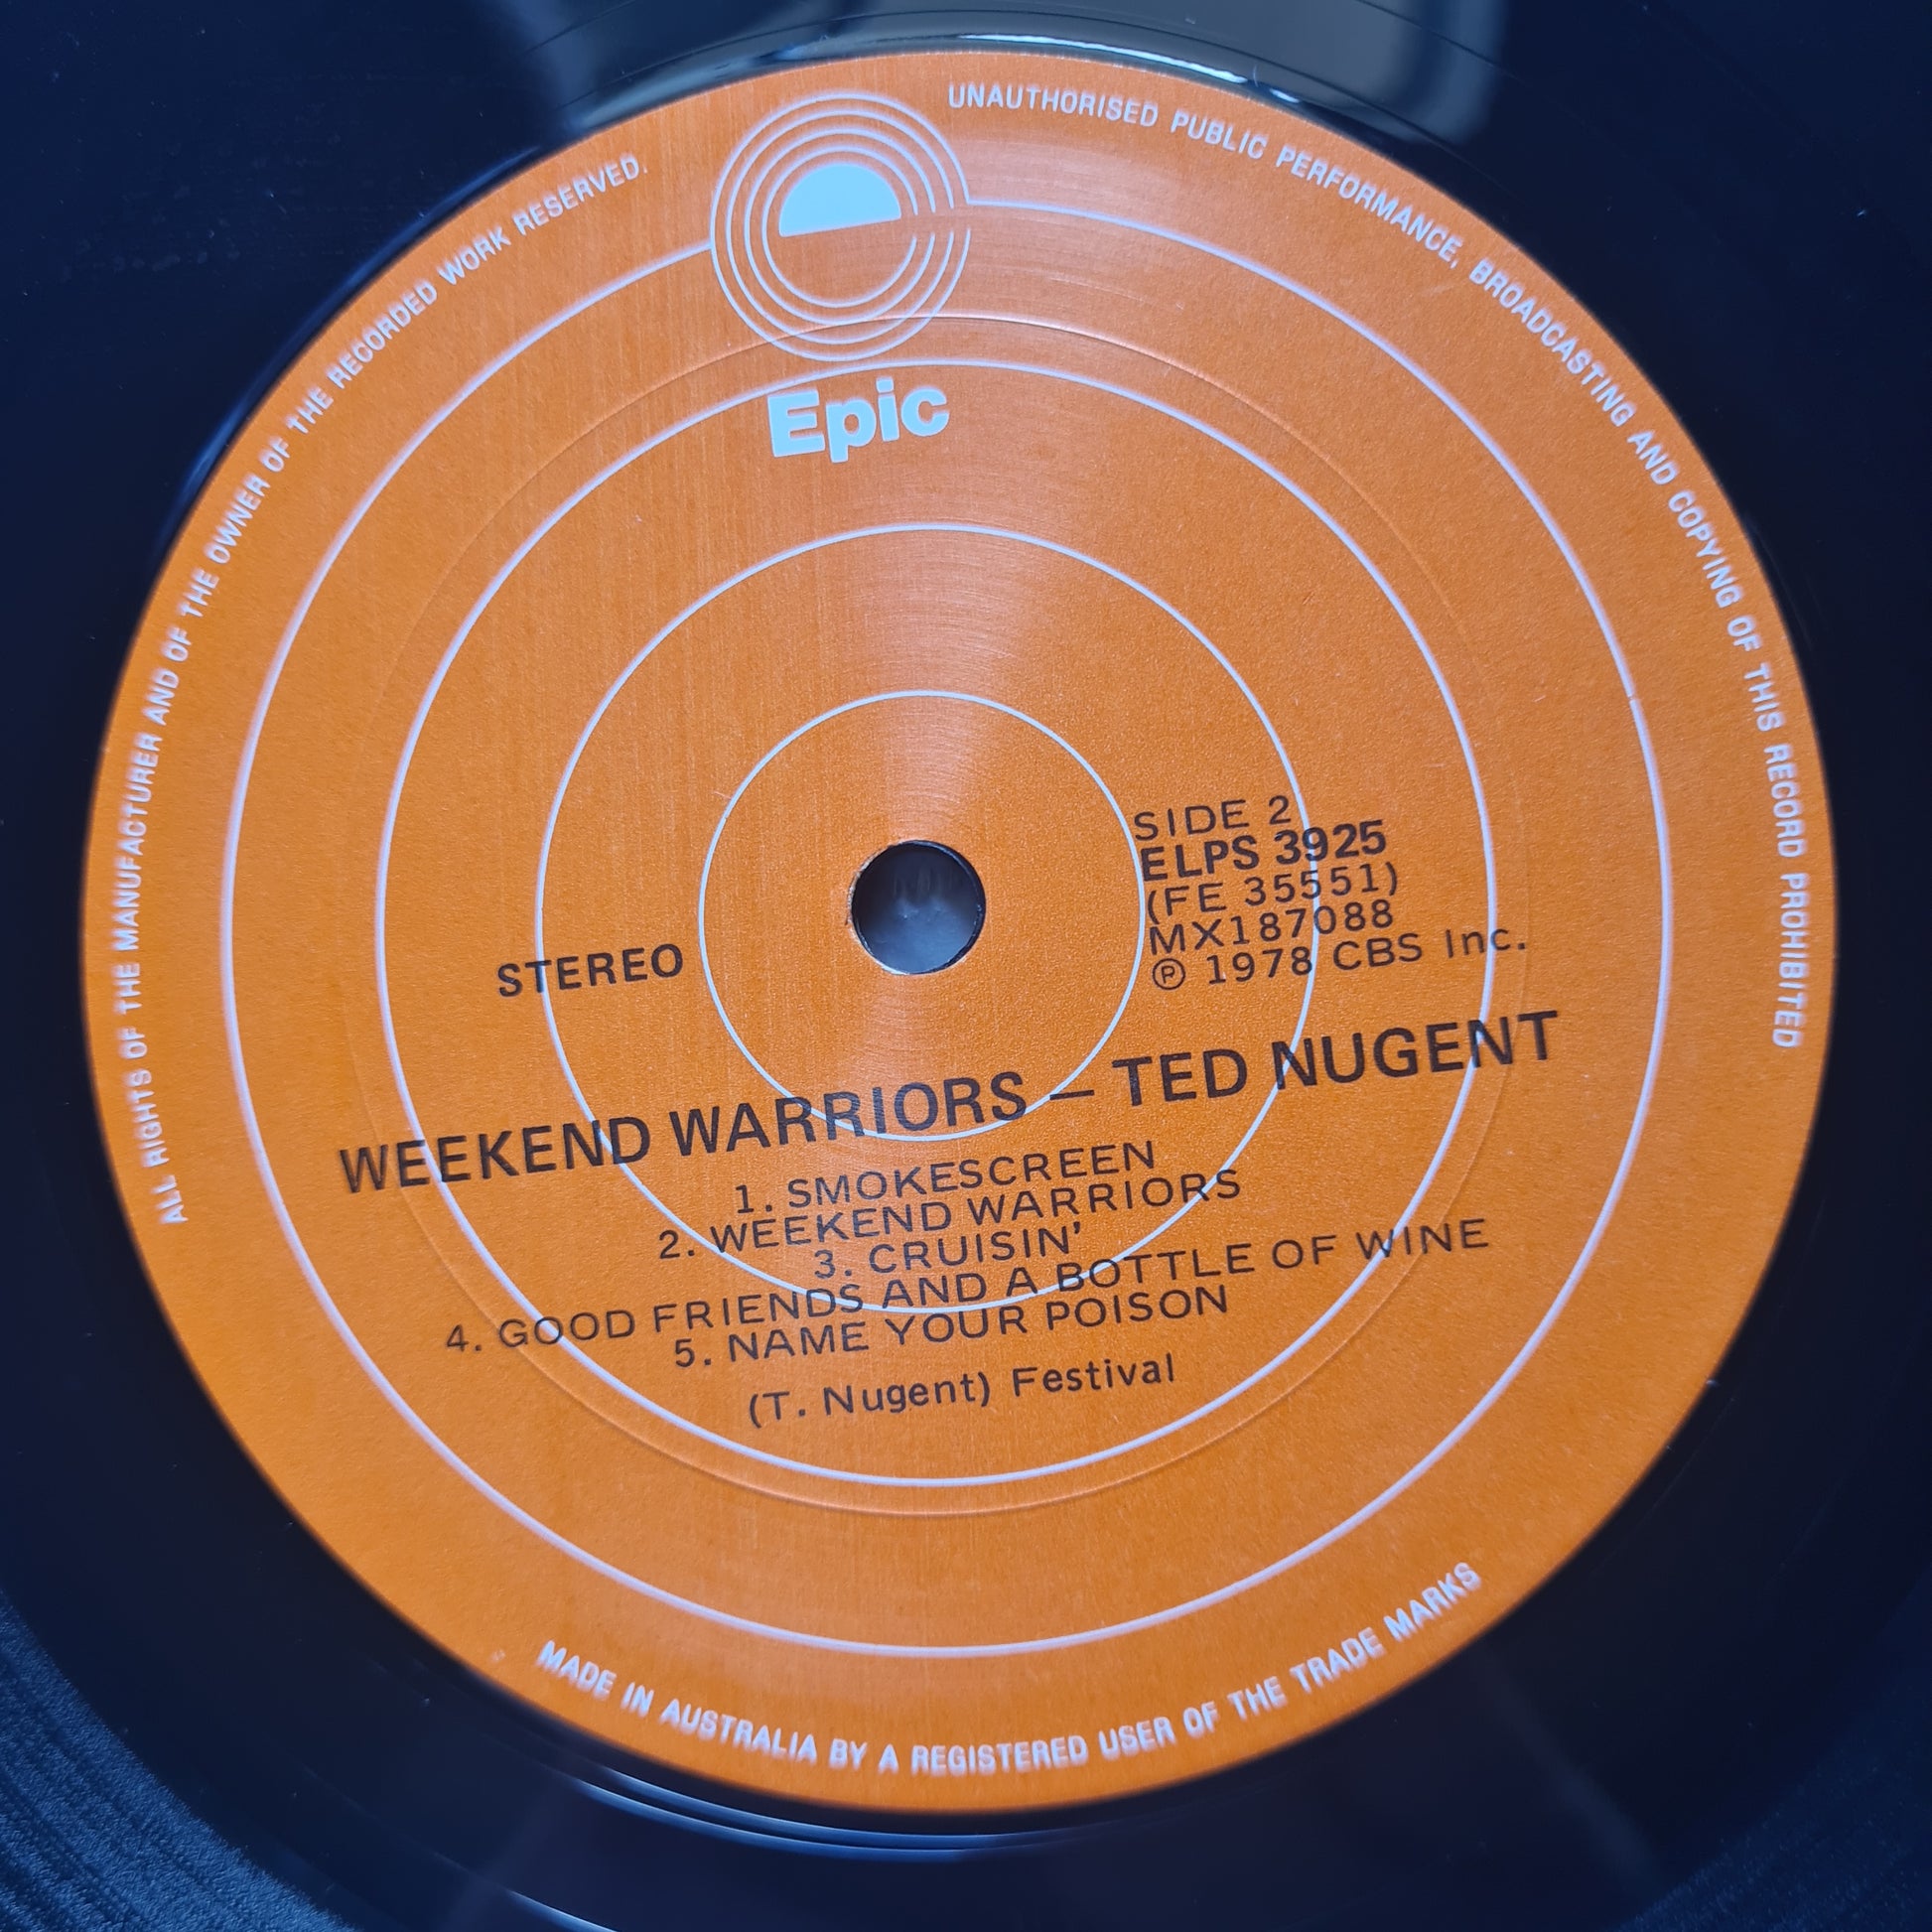 UNAUTHORISED PUBLIC PERFORMANCE, BROADCASTING AND COPYING OF THIS RECORD PROHIBITED
ALL RIGHTS OF THE MANUFACTURER AND OF THE OWNER OF THE RECORDED WORK RESERVED.
Epic
SIDE 2
ELPS 3925
(FE 35551)
MX187088
℗ 1978 CBS Inc.
STEREO
WEEKEND WARRIORS — TED NUGENT
1. SMOKESCREEN
2. WEEKEND WARRIORS
3. CRUISIN'
4. GOOD FRIENDS AND A BOTTLE OF WINE
5. NAME YOUR POISON
(T. Nugent) Festival
MADE IN AUSTRALIA BY A REGISTERED USER OF THE TRADE MARKS